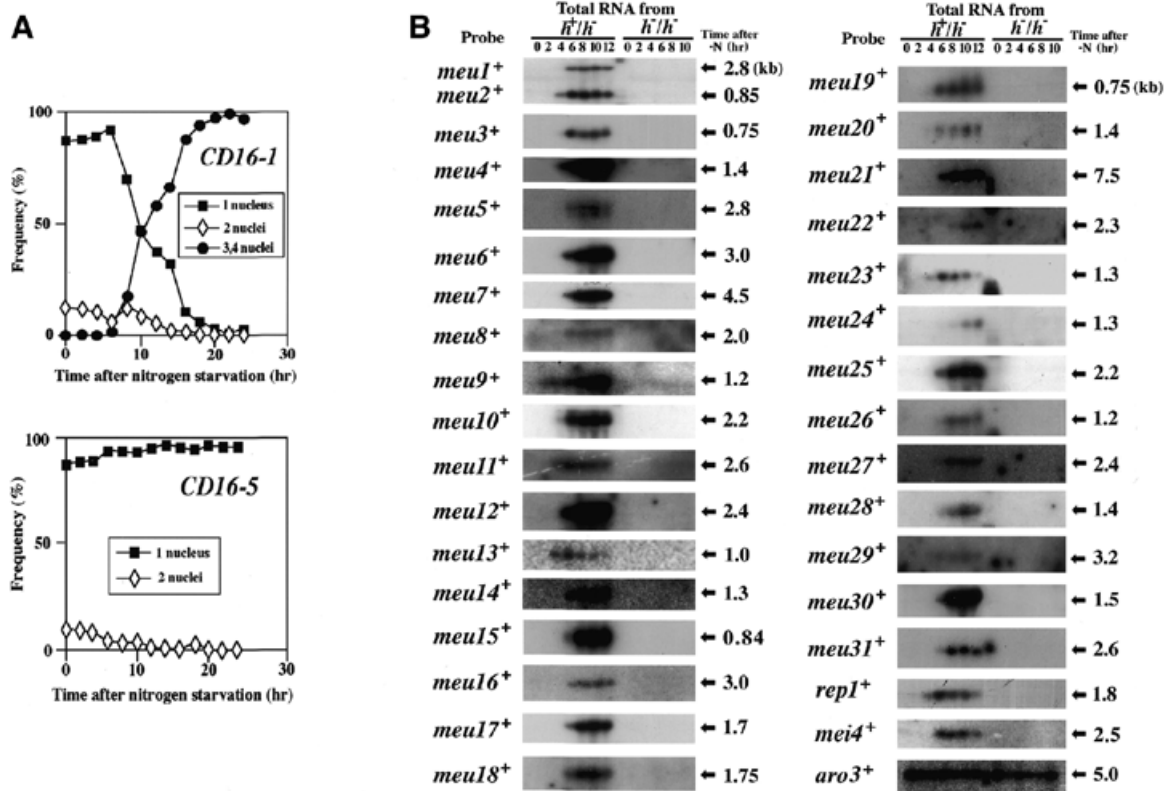 A
100
50
0
Frequency (%)
CD16-1
1 nucleus
2 nuclei
3,4 nuclei
0 10 20 30
Time after nitrogen starvation (hr)
100
50
0
Frequency (%)
CD16-5
1 nucleus
2 nuclei
0 10 20 30
Time after nitrogen starvation (hr)
B
Total RNA from
Probe h+/h- h-/h- Time after
0 2 4 6 8 10 12 0 2 4 6 8 10 -N (hr)
meu1+ 2.8 (kb)
meu2+ 0.85
meu3+ 0.75
meu4+ 1.4
meu5+ 2.8
meu6+ 3.0
meu7+ 4.5
meu8+ 2.0
meu9+ 1.2
meu10+ 2.2
meu11+ 2.6
meu12+ 2.4
meu13+ 1.0
meu14+ 1.3
meu15+ 0.84
meu16+ 3.0
meu17+ 1.7
meu18+ 1.75
Total RNA from
Probe h+/h- h-/h- Time after
0 2 4 6 8 10 12 0 2 4 6 8 10 -N (hr)
meu19+ 0.75 (kb)
meu20+ 1.4
meu21+ 7.5
meu22+ 2.3
meu23+ 1.3
meu24+ 1.3
meu25+ 2.2
meu26+ 1.2
meu27+ 2.4
meu28+ 1.4
meu29+ 3.2
meu30+ 1.5
meu31+ 2.6
rep1+ 1.8
mei4+ 2.5
aro3+ 5.0